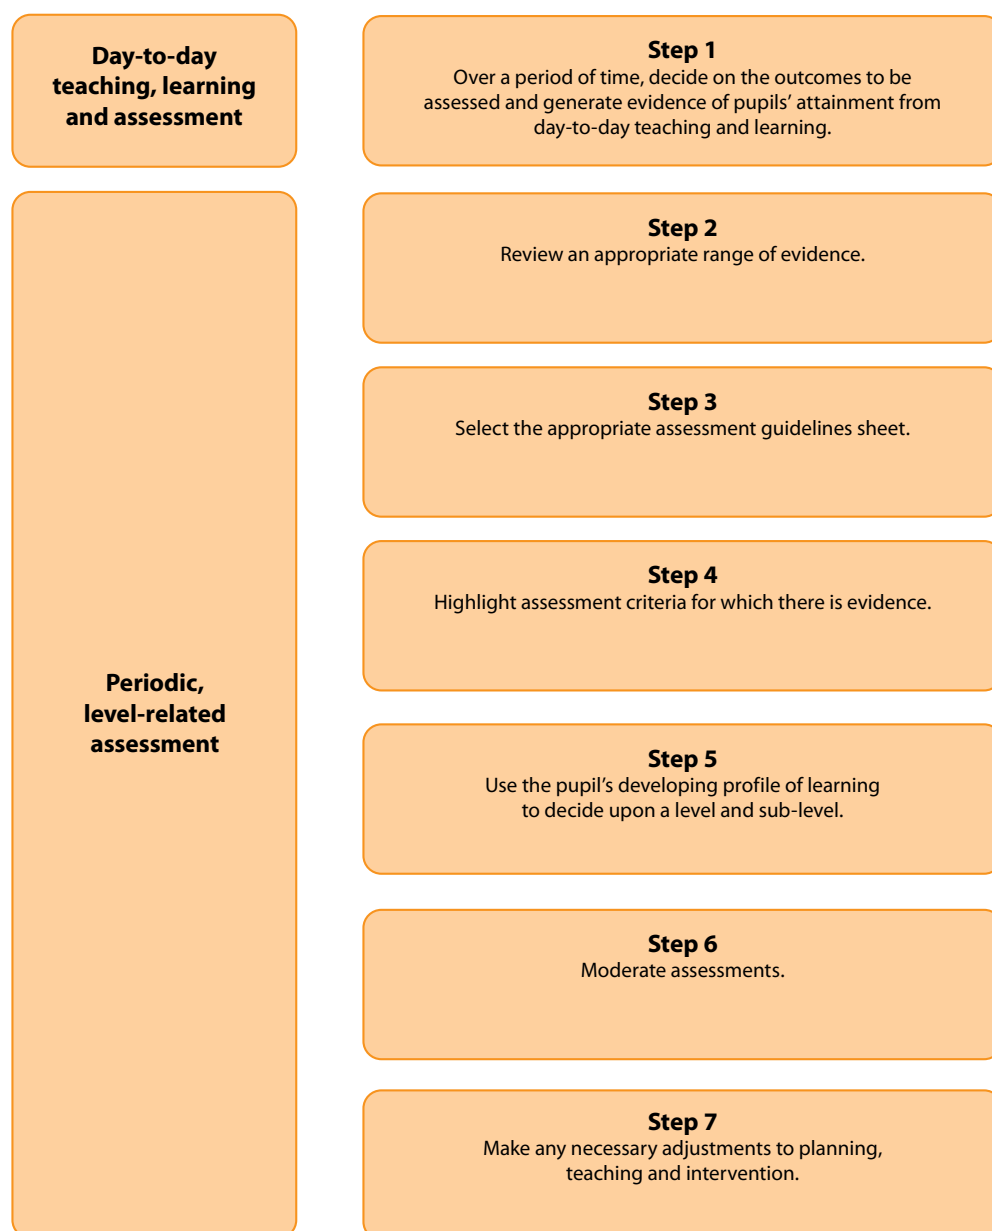 Day-to-day
teaching, learning
and assessment
Step 1
Over a period of time, decide on the outcomes to be
assessed and generate evidence of pupils’ attainment from
day-to-day teaching and learning.
Periodic,
level-related
assessment
Step 2
Review an appropriate range of evidence.
Step 3
Select the appropriate assessment guidelines sheet.
Step 4
Highlight assessment criteria for which there is evidence.
Step 5
Use the pupil’s developing profile of learning
to decide upon a level and sub-level.
Step 6
Moderate assessments.
Step 7
Make any necessary adjustments to planning,
teaching and intervention.